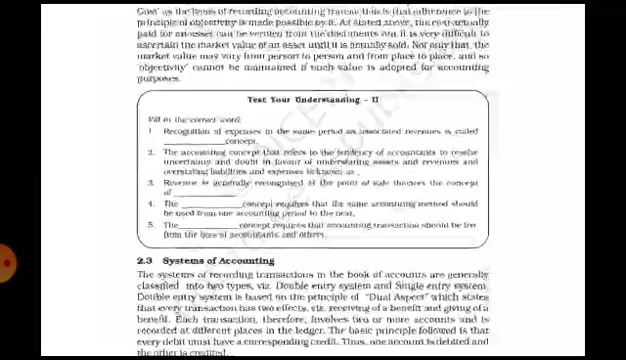 Cost as the basis of recording accounting transactions is that adherence to the
principle of objectivity is made possible by it. As stated above, the cost actually
paid for an asset can be verified from the documents but it is very difficult to
ascertain the market value of an asset until it is actually sold. Not only that, the
market value may vary from person to person and from place to place, and so
'objectivity' cannot be maintained if such value is adopted for accounting
purposes.
Test Your Understanding - II
Fill in the correct word:
1. Recognition of expenses in the same period as associated revenues is called
____________concept.
2. The accounting concept that refers to the tendency of accountants to resolve
uncertainty and doubt in favour of understating assets and revenues and
overstating liabilities and expenses is known as .
3. Revenue is generally recognised at the point of sale denotes the concept
of ____________
4. The ____________concept requires that the same accounting method should
be used from one accounting period to the next.
5. The____________ concept requires that accounting transaction should be free
from the bias of accountants and others.
2.3 Systems of Accounting
The systems of recording transactions in the book of accounts are generally
classified into two types, viz. Double entry system and Single entry system.
Double entry system is based on the principle of "Dual Aspect" which states
that every transaction has two effects, viz. receiving of a benefit and giving of a
benefit. Each transaction, therefore, involves two or more accounts and is
recorded at different places in the ledger. The basic principle followed is that
every debit must have a corresponding credit. Thus, one account is debited and
the other is credited.